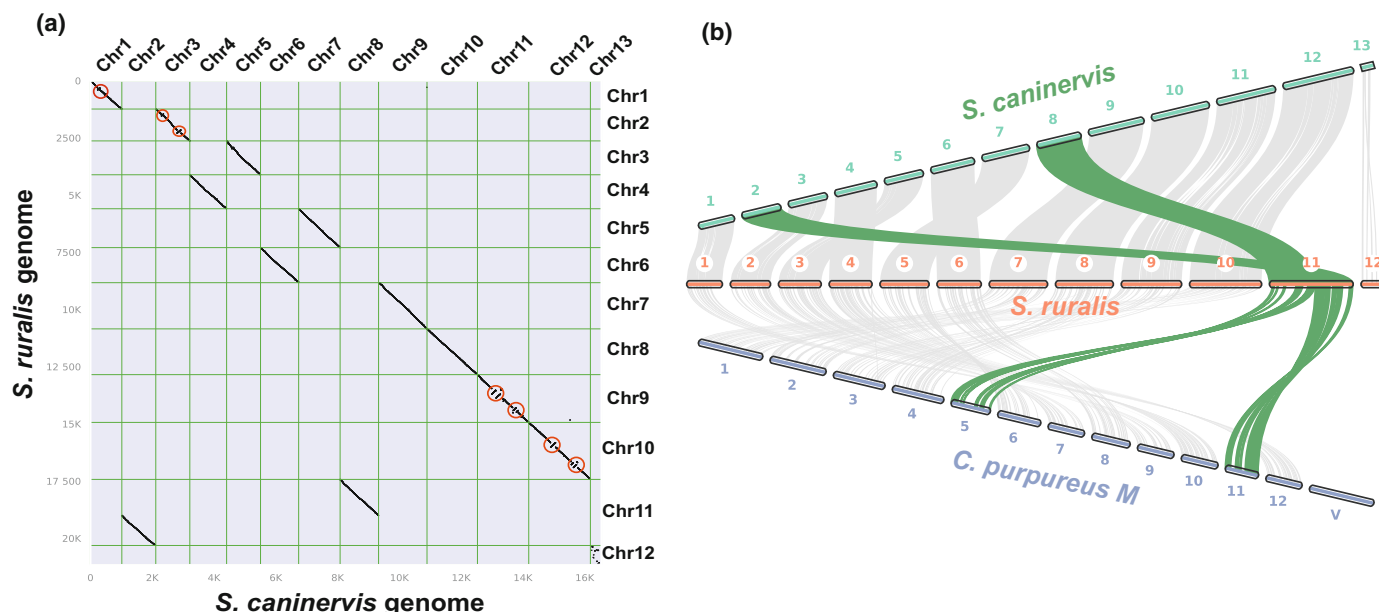 (a)
Chr1 Chr2 Chr3 Chr4 Chr5 Chr6 Chr7 Chr8 Chr9 Chr10 Chr11 Chr12 Chr13
0
2500
5K
7500
10K
12 500
15K
17 500
20K
S. ruralis genome
Chr1
Chr2
Chr3
Chr4
Chr5
Chr6
Chr7
Chr8
Chr9
Chr10
Chr11
Chr12
0 2K 4K 6K 8K 10K 12K 14K 16K
S. caninervis genome
(b)
S. caninervis
1 2 3 4 5 6 7 8 9 10 11 12 13
1 2 3 4 5 6 7 8 9 10 11 12
S. ruralis
1 2 3 4 5 6 7 8 9 10 11 12 V
C. purpureus M